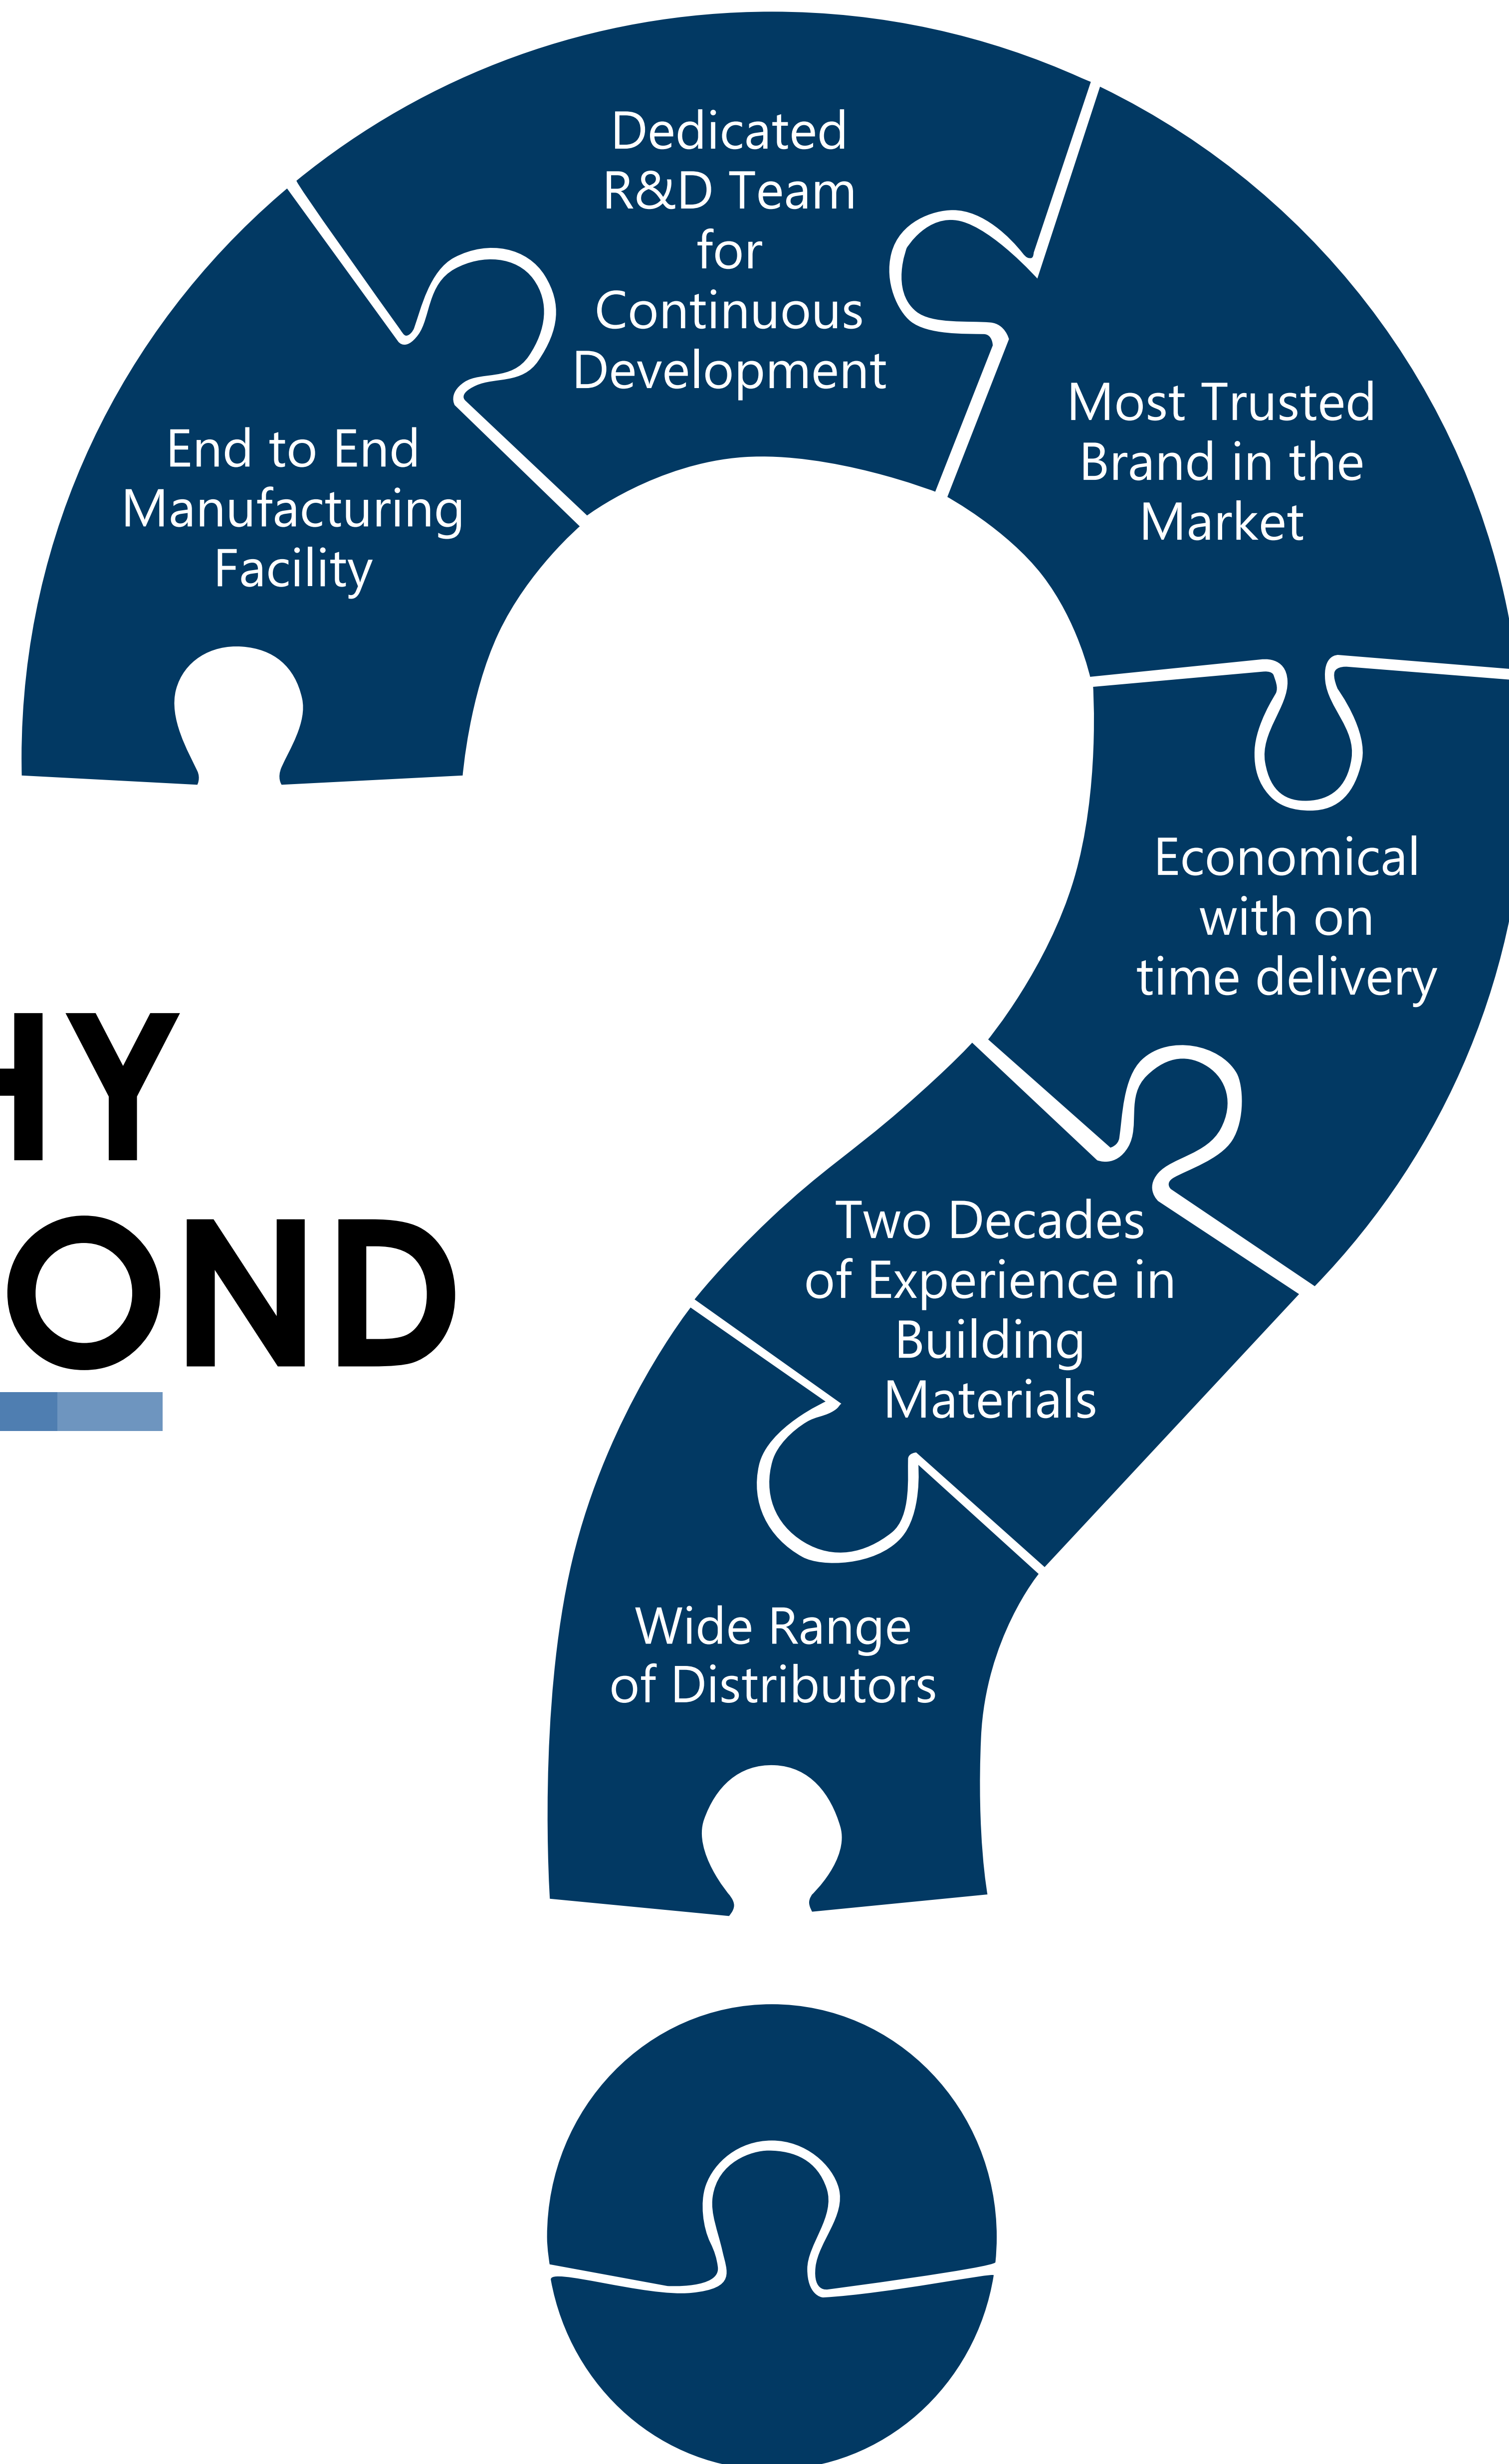 Dedicated
R&D Team
for
Continuous
Development
End to End
Manufacturing
Facility
Most Trusted
Brand in the
Market
Economical
with on
time delivery
HY
OND
Two Decades
of Experience in
Building
Materials
Wide Range
of Distributors